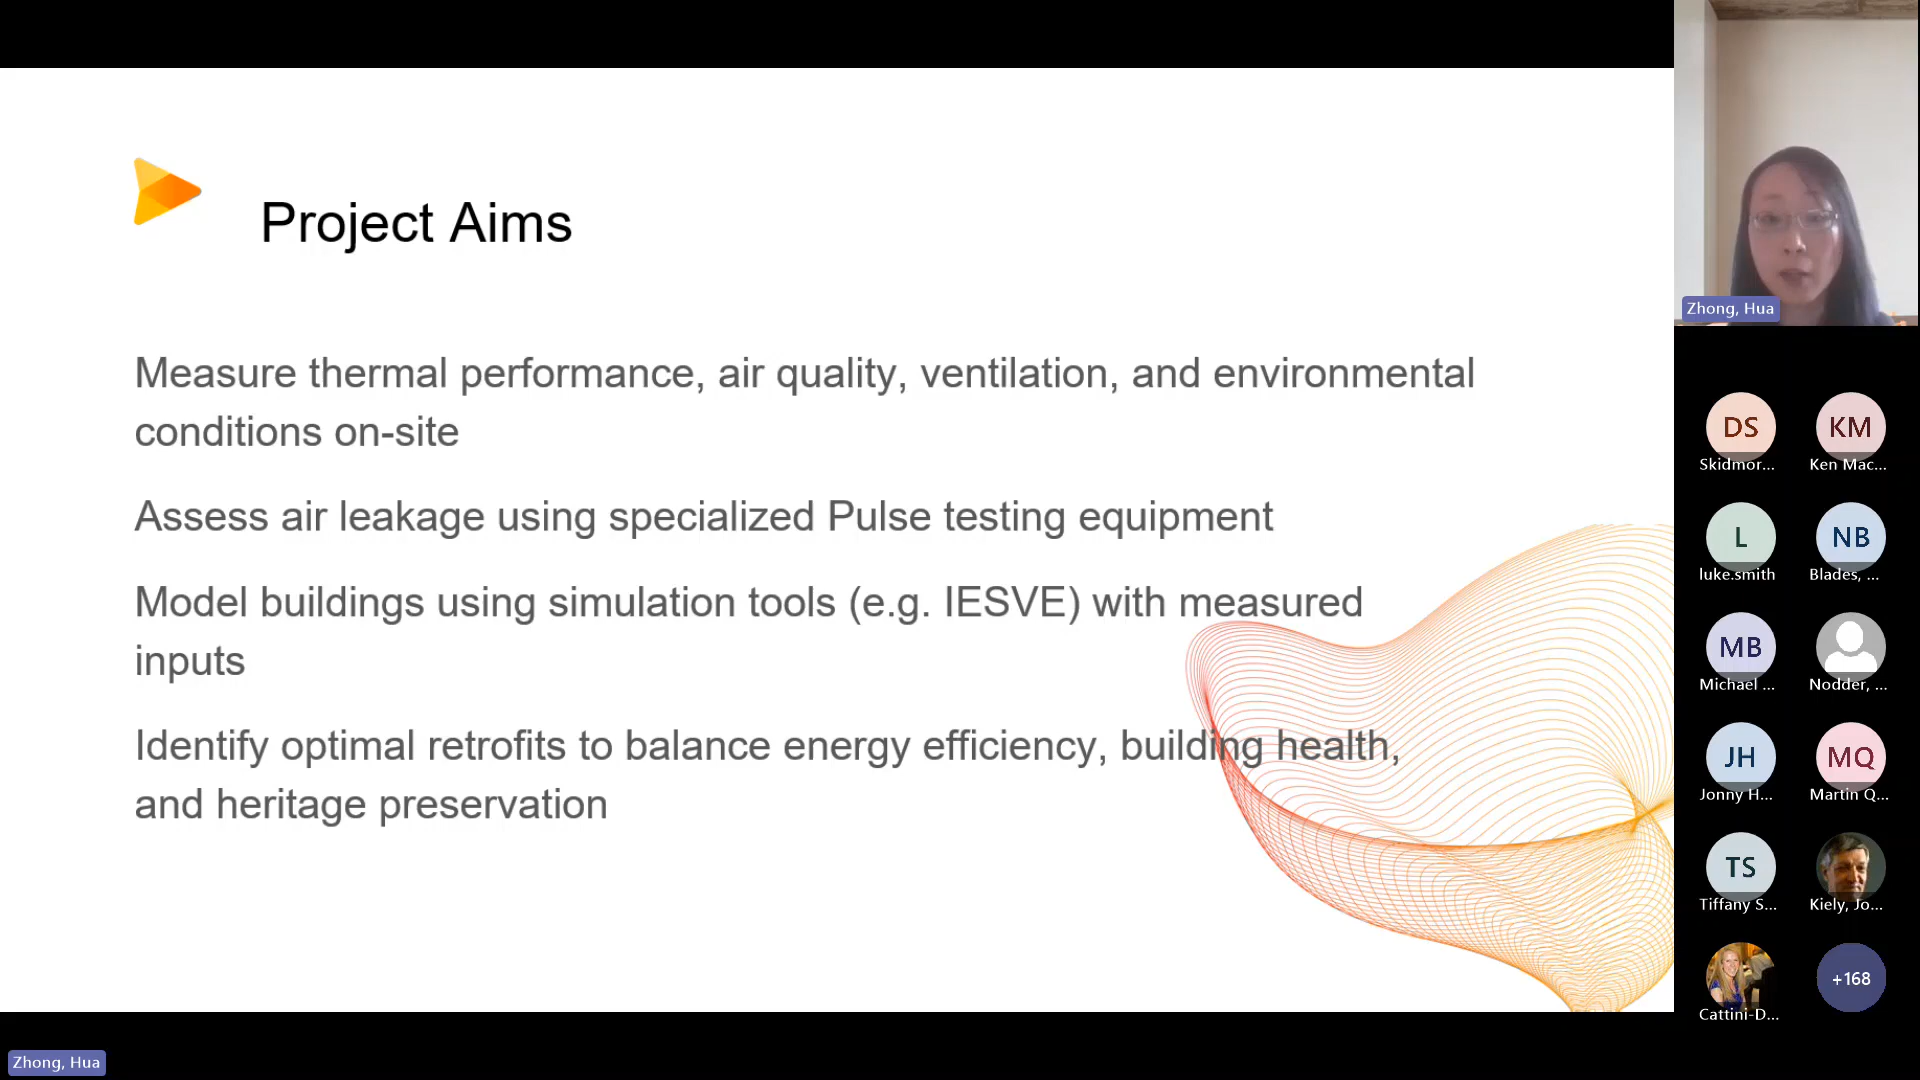 Project Aims
Measure thermal performance, air quality, ventilation, and environmental
conditions on-site
Assess air leakage using specialized Pulse testing equipment
Model buildings using simulation tools (e.g. IESVE) with measured
inputs
Identify optimal retrofits to balance energy efficiency, building health,
and heritage preservation
Zhong, Hua
DS
KM
Skidmor...
Ken Mac...
L
NB
luke.smith
Blades, ...
MB
Michael ...
Nodder, ...
JH
MQ
Jonny H...
Martin Q...
TS
Tiffany S...
Kiely, Jo...
+168
Cattini-D...
Zhong, Hua